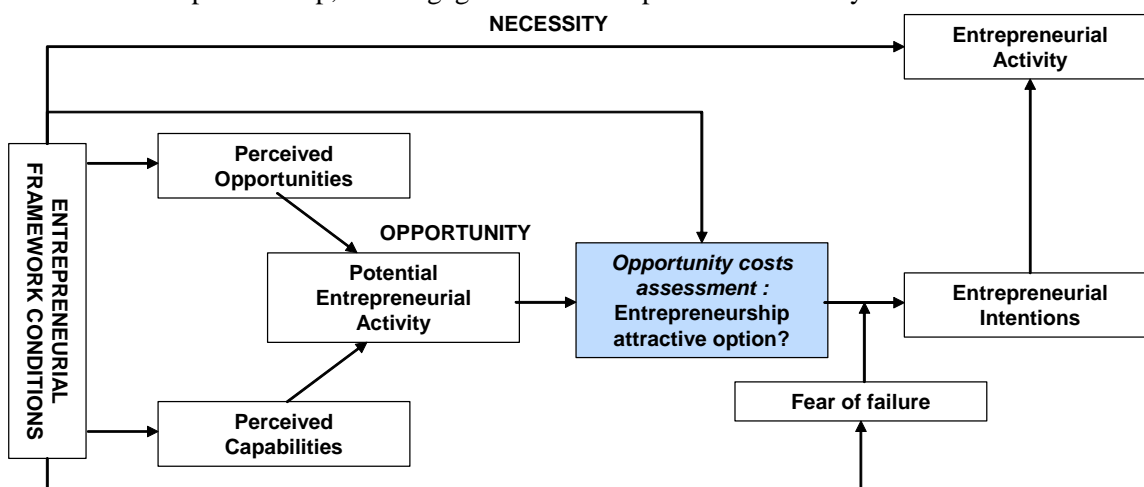 NECESSITY
Entrepreneurial
Activity
ENTREPRENEURIAL
FRAMEWORK CONDITIONS
Perceived
Opportunities
OPPORTUNITY
Potential
Entrepreneurial
Activity
Opportunity costs
assessment :
Entrepreneurship
attractive option?
Entrepreneurial
Intentions
Fear of failure
Perceived
Capabilities